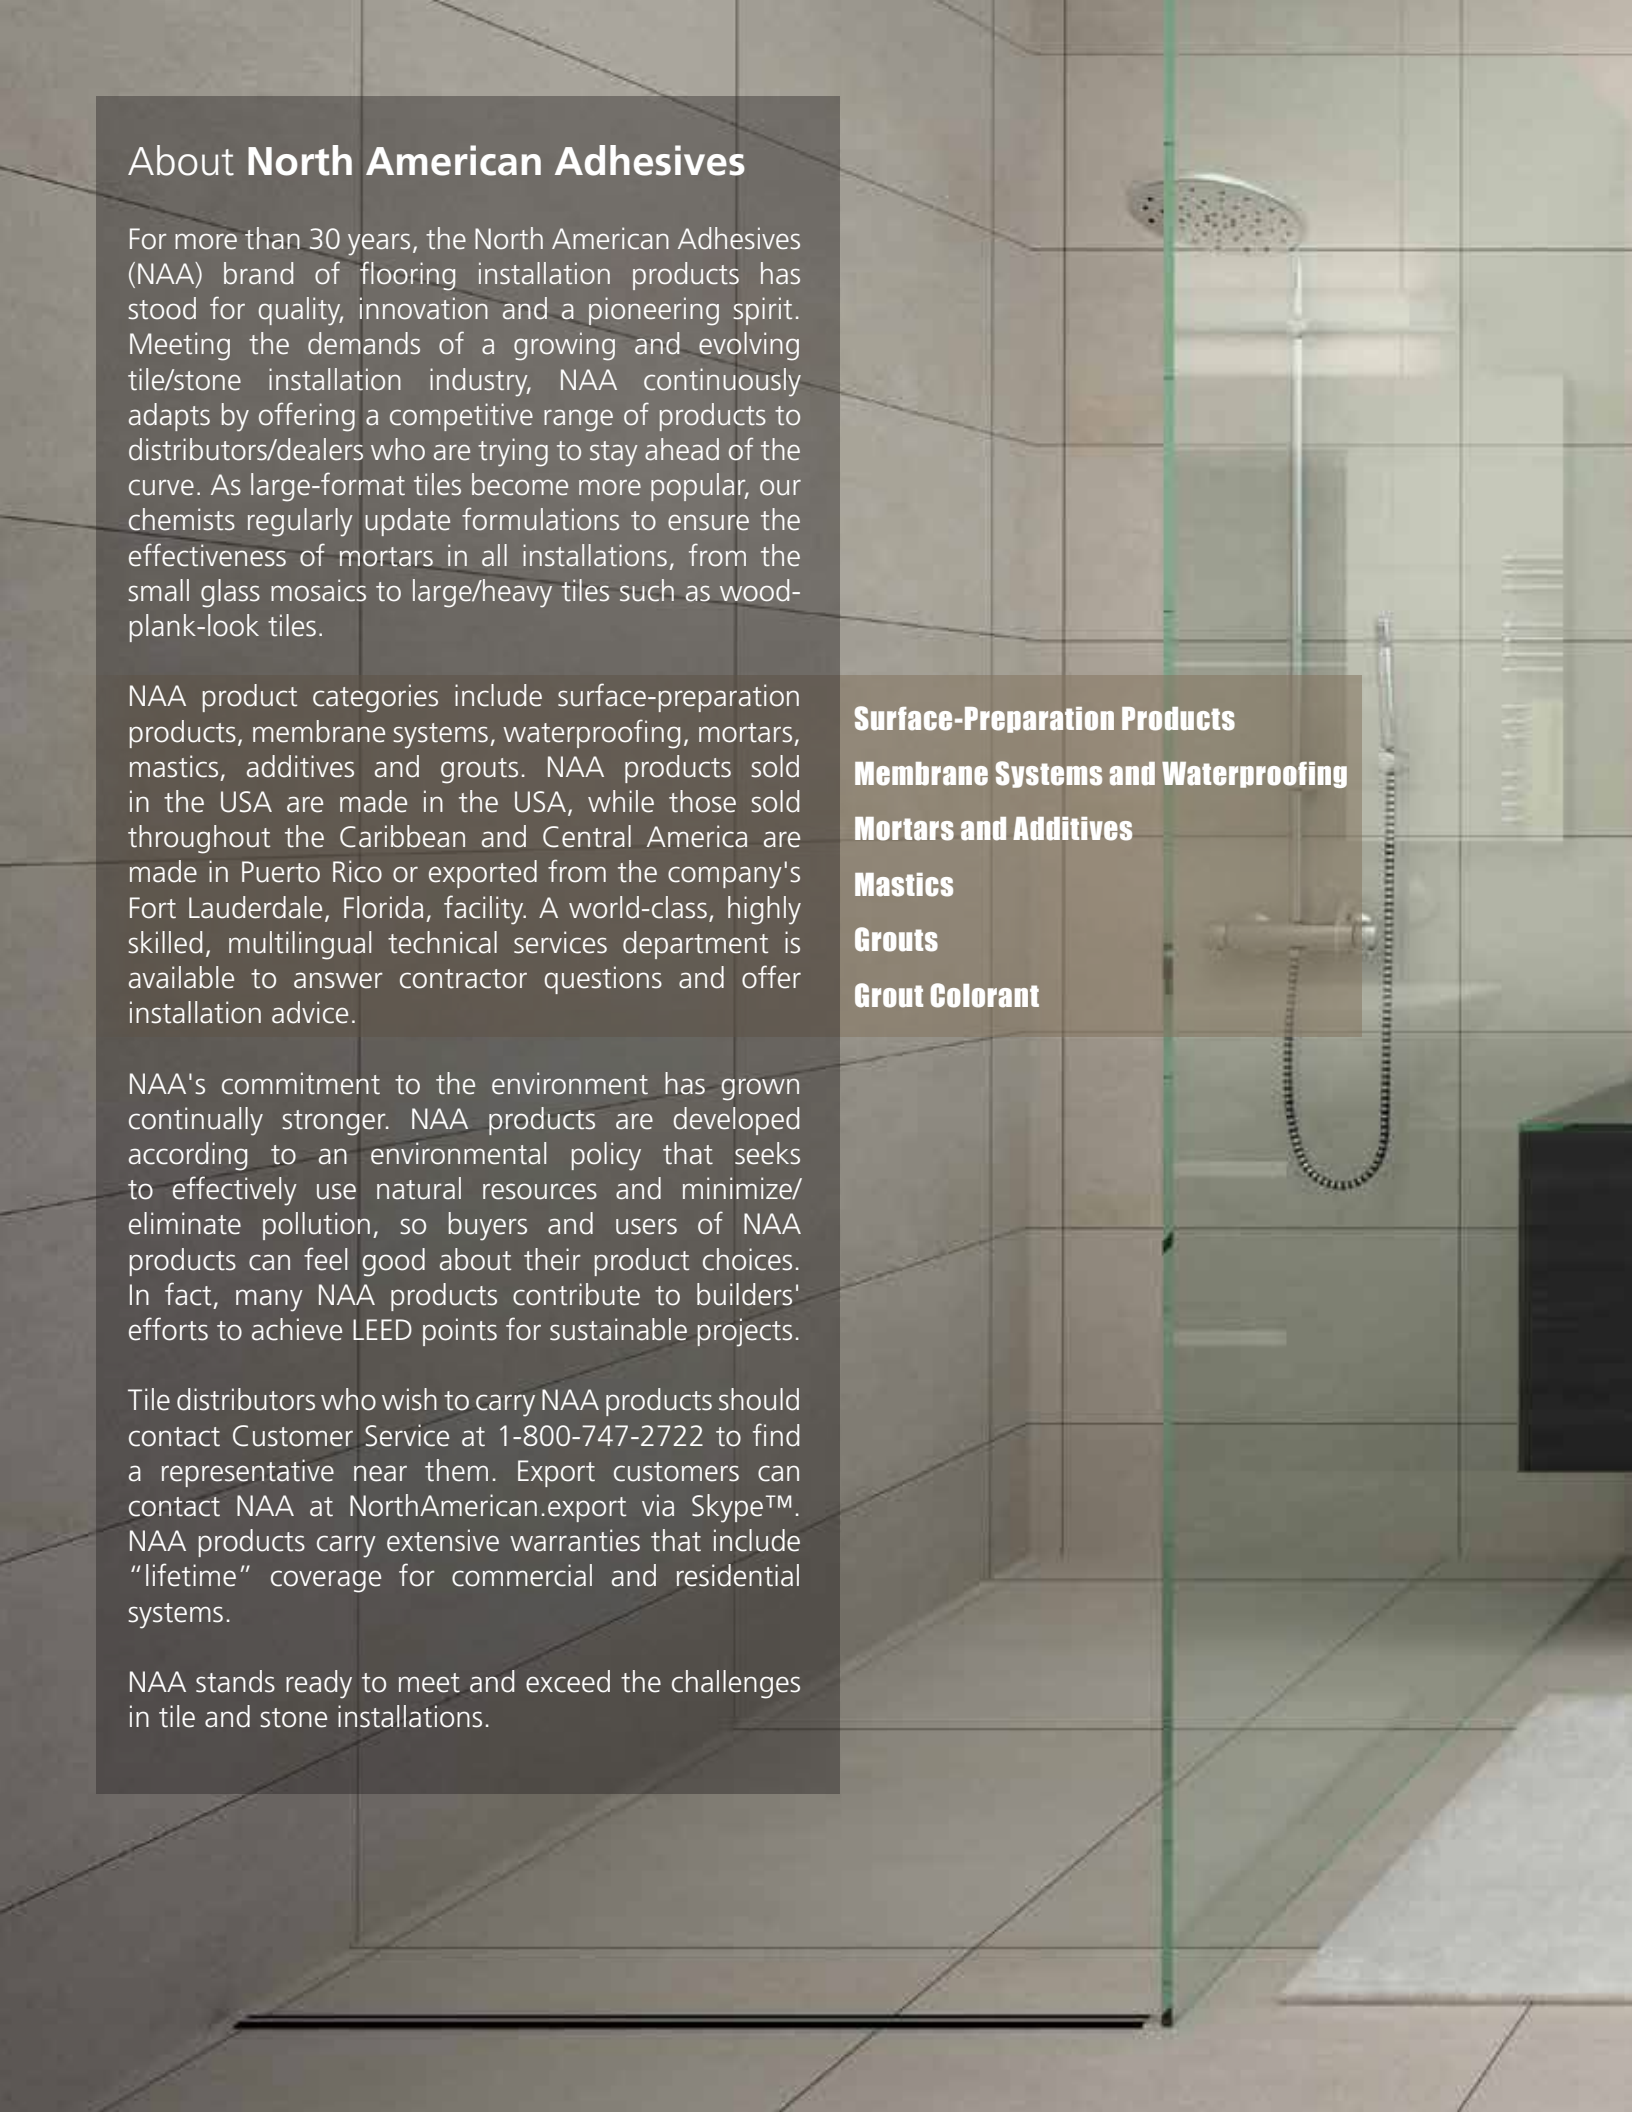 About North American Adhesives
For more than 30 years, the North American Adhesives
(NAA) brand of flooring installation products has
stood for quality, innovation and a pioneering spirit.
Meeting the demands of a growing and evolving
tile/stone installation industry, NAA continuously
adapts by offering a competitive range of products to
distributors/dealers who are trying to stay ahead of the
curve. As large-format tiles become more popular, our
chemists regularly update formulations to ensure the
effectiveness of mortars in all installations, from the
small glass mosaics to large/heavy tiles such as wood-
plank-look tiles.
NAA product categories include surface-preparation
products, membrane systems, waterproofing, mortars,
mastics, additives and grouts. NAA products sold
in the USA are made in the USA, while those sold
throughout the Caribbean and Central America are
made in Puerto Rico or exported from the company's
Fort Lauderdale, Florida, facility. A world-class, highly
skilled, multilingual technical services department is
available to answer contractor questions and offer
installation advice.
NAA's commitment to the environment has grown
continually stronger. NAA products are developed
according to an environmental policy that seeks
to effectively use natural resources and minimize/
eliminate pollution, so buyers and users of NAA
products can feel good about their product choices.
In fact, many NAA products contribute to builders'
efforts to achieve LEED points for sustainable projects.
Tile distributors who wish to carry NAA products should
contact Customer Service at 1-800-747-2722 to find
a representative near them. Export customers can
contact NAA at NorthAmerican.export via Skype™.
NAA products carry extensive warranties that include
“lifetime” coverage for commercial and residential
systems.
NAA stands ready to meet and exceed the challenges
in tile and stone installations.
Surface-Preparation Products
Membrane Systems and Waterproofing
Mortars and Additives
Mastics
Grouts
Grout Colorant